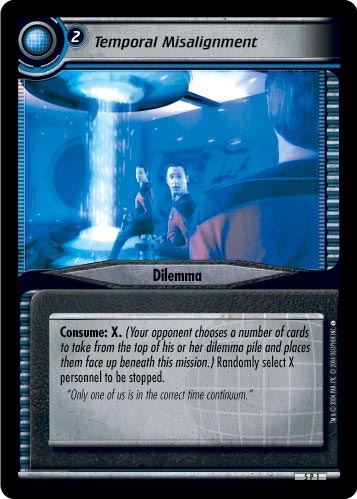 2
Temporal Misalignment
Dilemma
Consume: X. (Your opponent chooses a number of cards
to take from the top of his or her dilemma pile and places
them face up beneath this mission.) Randomly select X
personnel to be stopped.
"Only one of us is in the correct time continuum."
5 P 1